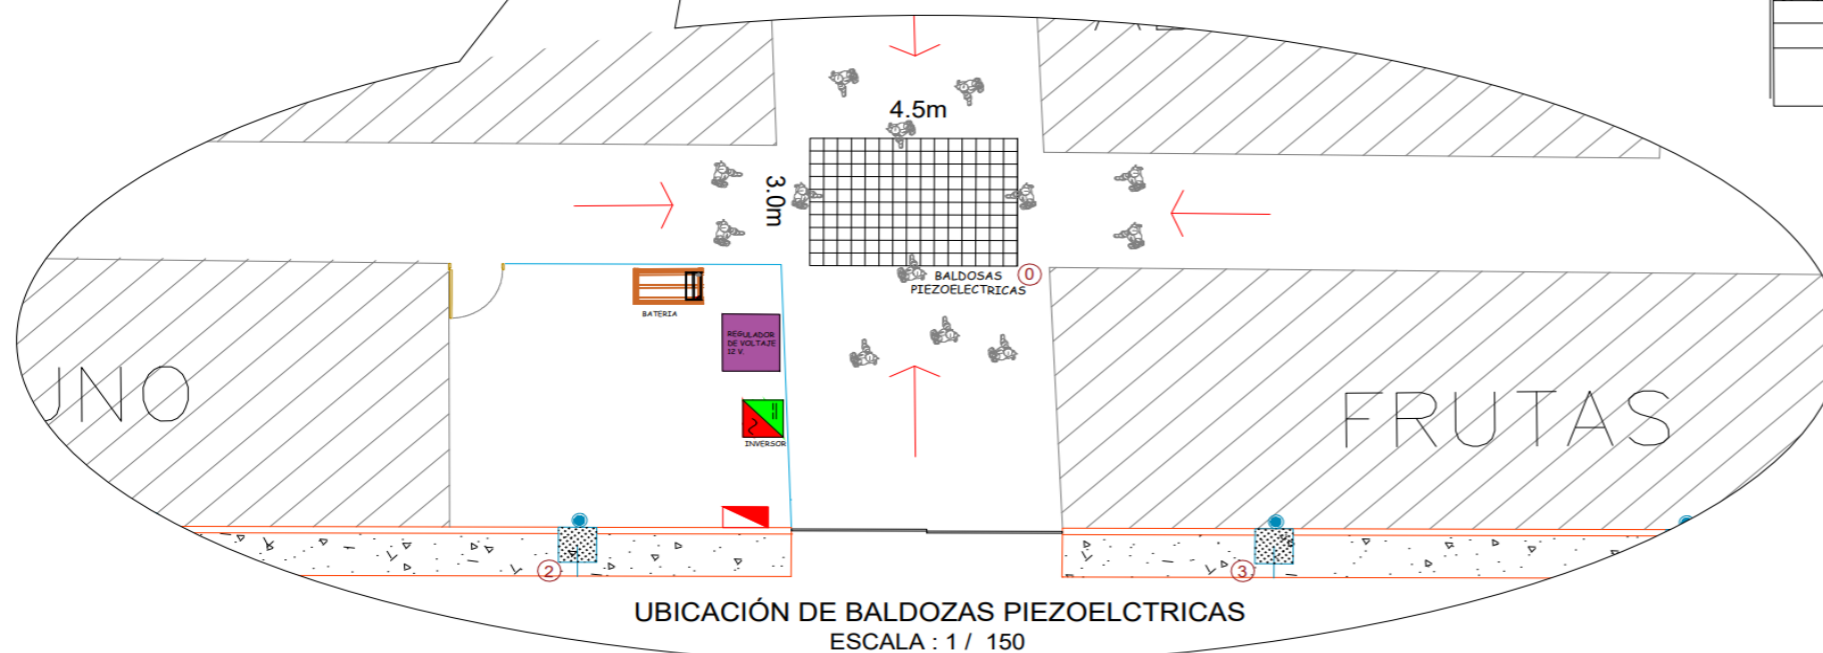 4.5m
3.0m
BALDOSAS
PIEZOELECTRICAS
0
BATERIA
REGULADOR
DE VOLTAJE
12 V.
INVERSOR
UNO
FRUTAS
2
3
UBICACIÓN DE BALDOZAS PIEZOELCTRICAS
ESCALA : 1 / 150